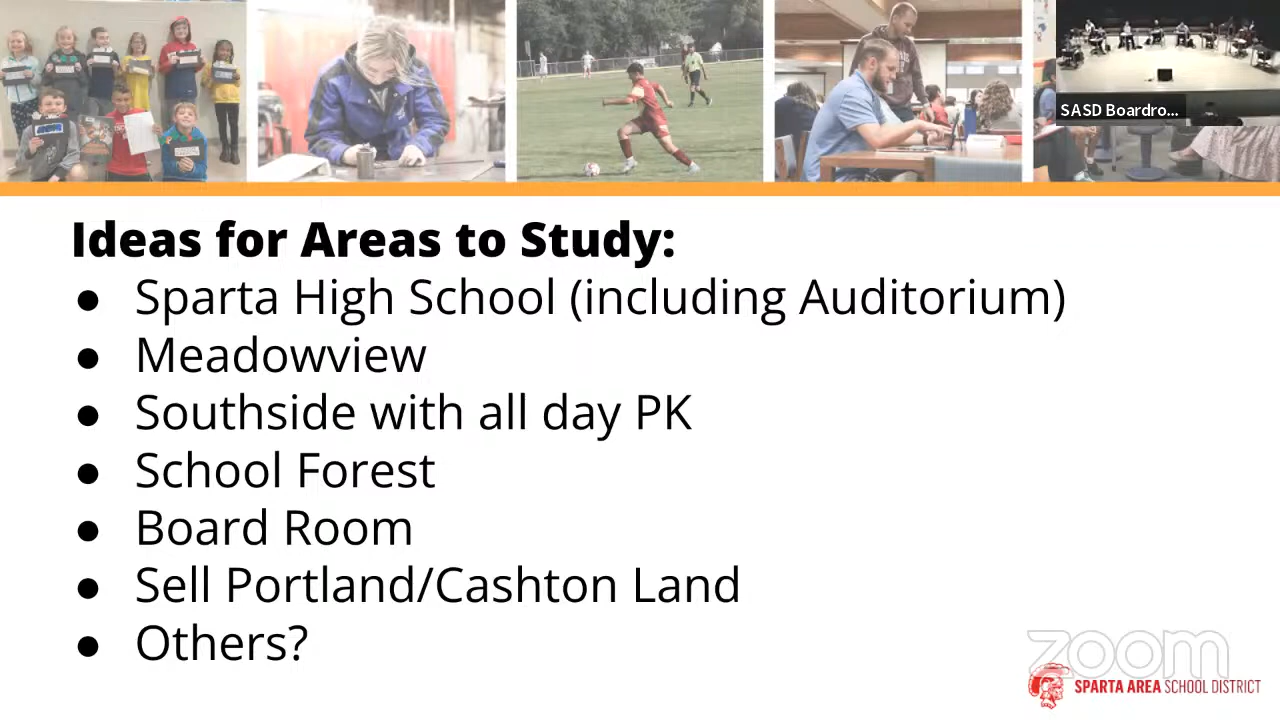 SASD Boardro...
Ideas for Areas to Study:
● Sparta High School (including Auditorium)
● Meadowview
● Southside with all day PK
● School Forest
● Board Room
● Sell Portland/Cashton Land
● Others?
zoom
SPARTA AREA SCHOOL DISTRICT